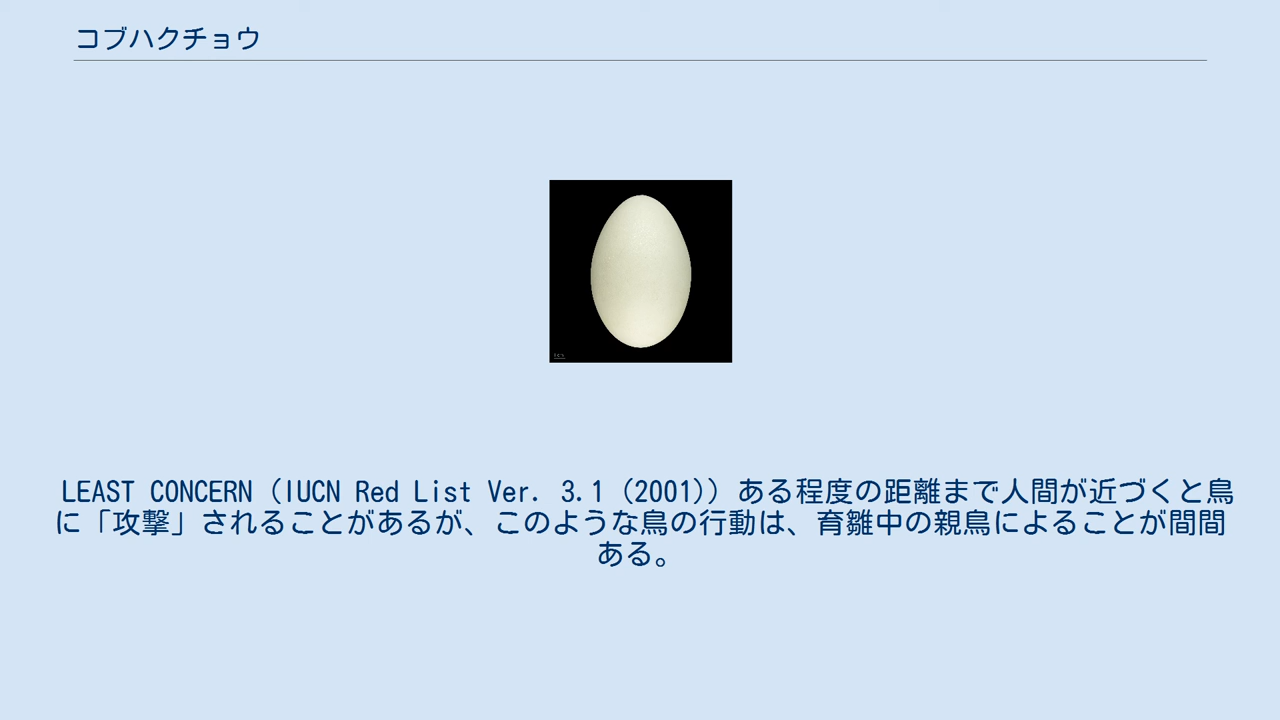 コブハクチョウ
LEAST CONCERN (IUCN Red List Ver. 3.1 (2001)) ある程度の距離まで人間が近づくと鳥
に「攻撃」されることがあるが、このような鳥の行動は、育雛中の親鳥によることが間間
ある。